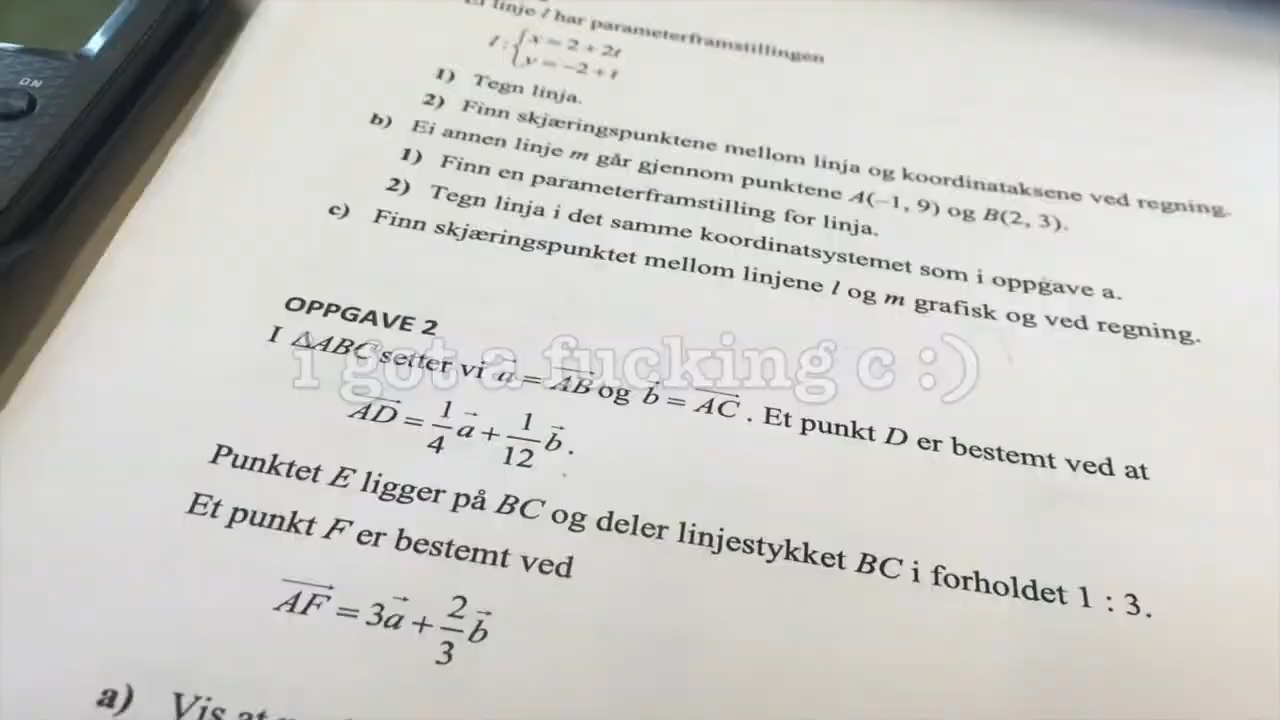 Ei linje l har parameterframstillingen
l: { x = 2 + 2t
y = −2 + t
1) Tegn linja.
2) Finn skjæringspunktene mellom linja og koordinataksene ved regning.
b) Ei annen linje m går gjennom punktene A(−1, 9) og B(2, 3).
1) Finn en parameterframstilling for linja.
2) Tegn linja i det samme koordinatsystemet som i oppgave a.
c) Finn skjæringspunktet mellom linjene l og m grafisk og ved regning.
OPPGAVE 2
I △ABC setter vi a⃗ = AB⃗ og b⃗ = AC⃗. Et punkt D er bestemt ved at
i got a fucking c :)
AD⃗ = 1/4 a⃗ + 1/12 b⃗.
Punktet E ligger på BC og deler linjestykket BC i forholdet 1 : 3.
Et punkt F er bestemt ved
AF⃗ = 3a⃗ + 2/3 b⃗
a) Vis at
ON